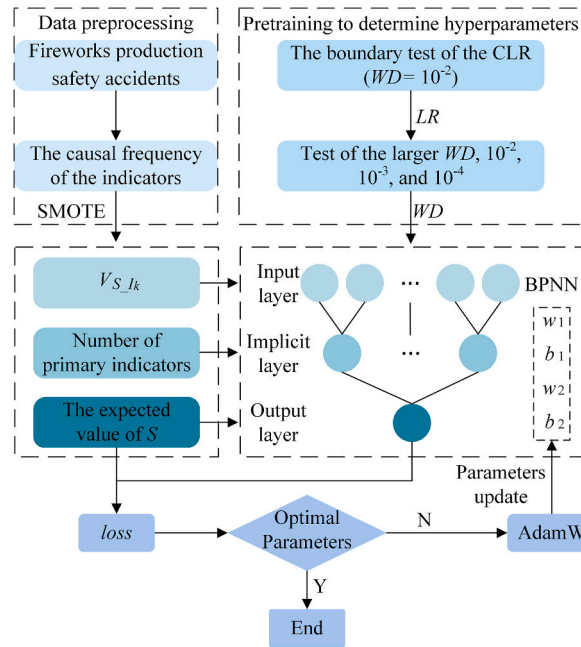 Data preprocessing
Fireworks production
safety accidents
The causal frequency
of the indicators
SMOTE
Pretraining to determine hyperparameters
The boundary test of the CLR
(WD= 10⁻²)
LR
Test of the larger WD, 10⁻²,
10⁻³, and 10⁻⁴
WD
V_{S_Ik}
Number of
primary indicators
The expected
value of S
Input
layer
Implicit
layer
Output
layer
...
...
BPNN
w₁
b₁
w₂
b₂
Parameters
update
loss
Optimal
Parameters
N
AdamW
Y
End